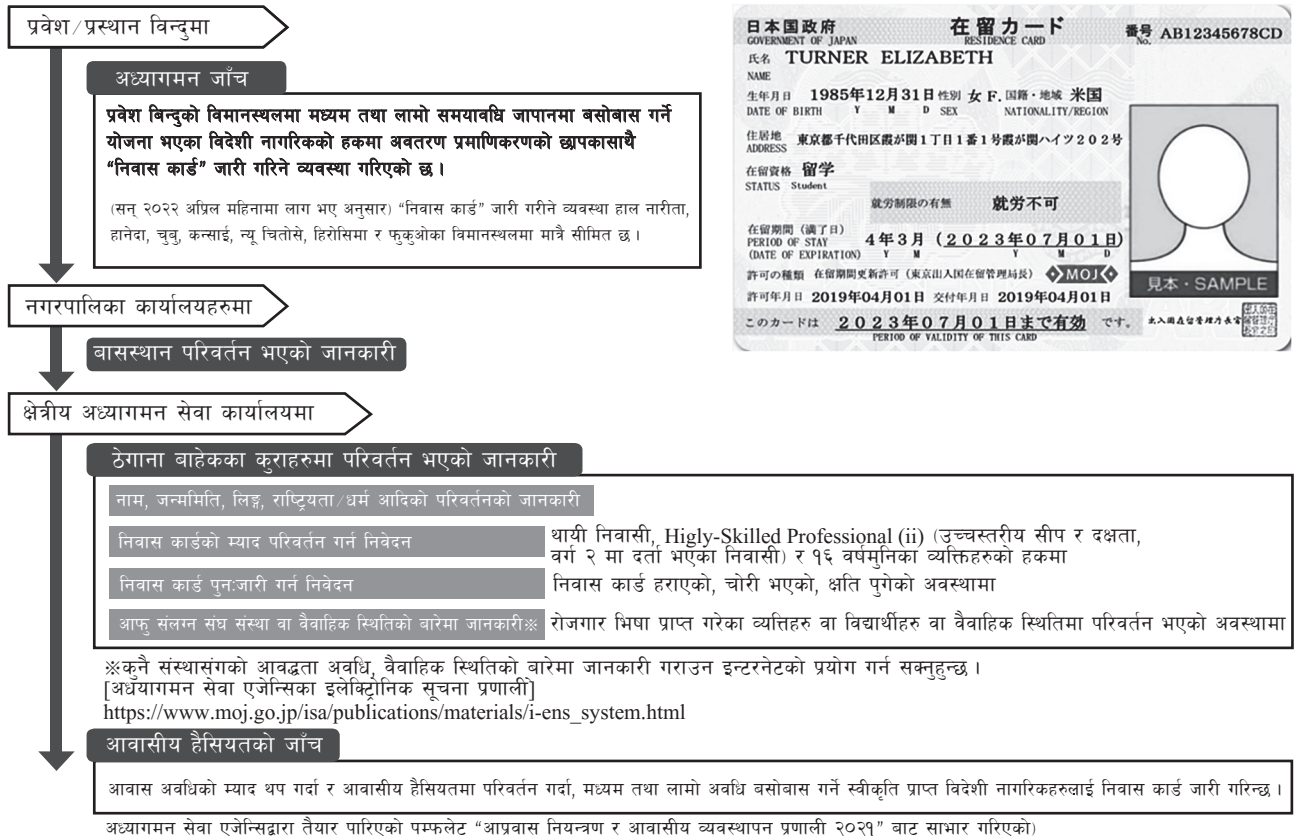 प्रवेश/प्रस्थान विन्दुमा
अध्यागमन जाँच
प्रवेश बिन्दुको विमानस्थलमा मध्यम तथा लामो समयावधि जापानमा बसोबास गर्ने
योजना भएका विदेशी नागरिकको हकमा अवतरण प्रमाणिकरणको छापकासाथै
“निवास कार्ड” जारी गरिने व्यवस्था गरिएको छ।
(सन् २०२२ अप्रिल महिनामा लाग भए अनुसार) “निवास कार्ड” जारी गरीने व्यवस्था हाल नारीता,
हानेदा, चुवु, कन्साई, न्यू चितोसे, हिरोसिमा र फुकुओका विमानस्थलमा मात्रै सीमित छ।
日本国政府 在留カード 番号 AB12345678CD
GOVERNMENT OF JAPAN RESIDENCE CARD No.
氏名 TURNER ELIZABETH
NAME
生年月日 1985年12月31日 性別 女 F. 国籍・地域 米国
DATE OF BIRTH Y M D SEX NATIONALITY/REGION
住居地 東京都千代田区霞が関1丁目1番1号霞が関ハイツ202号
ADDRESS
在留資格 留学
STATUS Student
就労制限の有無 就労不可
在留期間(満了日) 4年3月(2023年07月01日)
PERIOD OF STAY
(DATE OF EXPIRATION) Y M Y M D
許可の種類 在留期間更新許可(東京出入国在留管理局長) MOJ
許可年月日 2019年04月01日 交付年月日 2019年04月01日
このカードは 2023年07月01日まで有効 です。
PERIOD OF VALIDITY OF THIS CARD
見本・SAMPLE
出入国在留管理庁長官
नगरपालिका कार्यालयहरुमा
बासस्थान परिवर्तन भएको जानकारी
क्षेत्रीय अध्यागमन सेवा कार्यालयमा
ठेगाना बाहेकका कुराहरुमा परिवर्तन भएको जानकारी
नाम, जन्ममिति, लिङ्ग, राष्ट्रियता/धर्म आदिको परिवर्तनको जानकारी
निवास कार्डको म्याद परिवर्तन गर्न निवेदन थायी निवासी, Higly-Skilled Professional (ii) (उच्चस्तरीय सीप र दक्षता,
वर्ग २ मा दर्ता भएका निवासी) र १६ वर्षमुनिका व्यक्तिहरुको हकमा
निवास कार्ड पुन:जारी गर्न निवेदन निवास कार्ड हराएको, चोरी भएको, क्षति पुगेको अवस्थामा
आफु संलग्न संघ संस्था वा वैवाहिक स्थितिको बारेमा जानकारी※ रोजगार भिषा प्राप्त गरेका व्यत्तिहरु वा विद्यार्थीहरु वा वैवाहिक स्थितिमा परिवर्तन भएको अवस्थामा
※कुनै संस्थासंगको आवद्धता अवधि, वैवाहिक स्थितिको बारेमा जानकारी गराउन इन्टरनेटको प्रयोग गर्न सक्नुहुन्छ।
[अधयागमन सेवा एजेन्सिका इलेक्ट्रिोनिक सूचना प्रणाली]
https://www.moj.go.jp/isa/publications/materials/i-ens_system.html
आवासीय हैसियतको जाँच
आवास अवधिको म्याद थप गर्दा र आवासीय हैसियतमा परिवर्तन गर्दा, मध्यम तथा लामो अवधि बसोबास गर्ने स्वीकृति प्राप्त विदेशी नागरिकहरुलाई निवास कार्ड जारी गरिन्छ।
अध्यागमन सेवा एजेन्सिद्वारा तैयार पारिएको पम्फलेट “आप्रवास नियन्त्रण र आवासीय व्यवस्थापन प्रणाली २०२१” बाट साभार गरिएको)